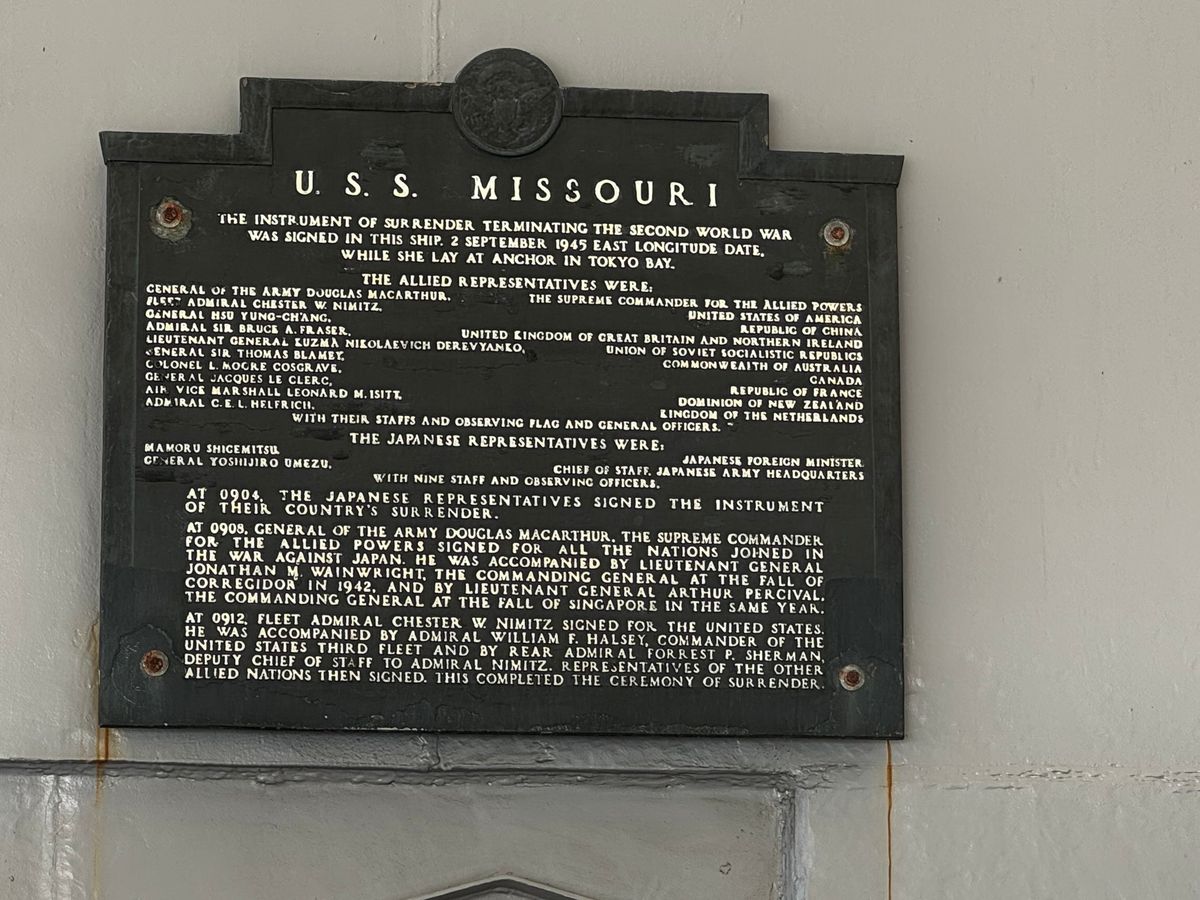 U. S. S. MISSOURI
THE INSTRUMENT OF SURRENDER TERMINATING THE SECOND WORLD WAR
WAS SIGNED IN THIS SHIP, 2 SEPTEMBER 1945 EAST LONGITUDE DATE,
WHILE SHE LAY AT ANCHOR IN TOKYO BAY.
THE ALLIED REPRESENTATIVES WERE:
GENERAL OF THE ARMY DOUGLAS MACARTHUR, THE SUPREME COMMANDER FOR THE ALLIED POWERS
FLEET ADMIRAL CHESTER W. NIMITZ, UNITED STATES OF AMERICA
GENERAL HSU YUNG-CHANG, REPUBLIC OF CHINA
ADMIRAL SIR BRUCE A. FRASER, UNITED KINGDOM OF GREAT BRITAIN AND NORTHERN IRELAND
LIEUTENANT GENERAL KUZMA NIKOLAEVICH DEREVYANKO, UNION OF SOVIET SOCIALISTIC REPUBLICS
GENERAL SIR THOMAS BLAMEY, COMMONWEALTH OF AUSTRALIA
COLONEL L. MOORE COSGRAVE, CANADA
GENERAL JACQUES LE CLERC, REPUBLIC OF FRANCE
AIR VICE MARSHALL LEONARD M. ISITT, DOMINION OF NEW ZEALAND
ADMIRAL C.E.L. HELFRICH, KINGDOM OF THE NETHERLANDS
WITH THEIR STAFFS AND OBSERVING FLAG AND GENERAL OFFICERS.
THE JAPANESE REPRESENTATIVES WERE:
MAMORU SHIGEMITSU, JAPANESE FOREIGN MINISTER
GENERAL YOSHIJIRO UMEZU, CHIEF OF STAFF, JAPANESE ARMY HEADQUARTERS
WITH NINE STAFF AND OBSERVING OFFICERS.
AT 0904, THE JAPANESE REPRESENTATIVES SIGNED THE INSTRUMENT
OF THEIR COUNTRY'S SURRENDER.
AT 0908, GENERAL OF THE ARMY DOUGLAS MACARTHUR, THE SUPREME COMMANDER
FOR THE ALLIED POWERS SIGNED FOR ALL THE NATIONS JOINED IN
THE WAR AGAINST JAPAN. HE WAS ACCOMPANIED BY LIEUTENANT GENERAL
JONATHAN M. WAINWRIGHT, THE COMMANDING GENERAL AT THE FALL OF
CORREGIDOR IN 1942, AND BY LIEUTENANT GENERAL ARTHUR PERCIVAL,
THE COMMANDING GENERAL AT THE FALL OF SINGAPORE IN THE SAME YEAR.
AT 0912, FLEET ADMIRAL CHESTER W. NIMITZ SIGNED FOR THE UNITED STATES.
HE WAS ACCOMPANIED BY ADMIRAL WILLIAM F. HALSEY, COMMANDER OF THE
UNITED STATES THIRD FLEET AND BY REAR ADMIRAL FORREST P. SHERMAN,
DEPUTY CHIEF OF STAFF TO ADMIRAL NIMITZ. REPRESENTATIVES OF THE OTHER
ALLIED NATIONS THEN SIGNED. THIS COMPLETED THE CEREMONY OF SURRENDER.